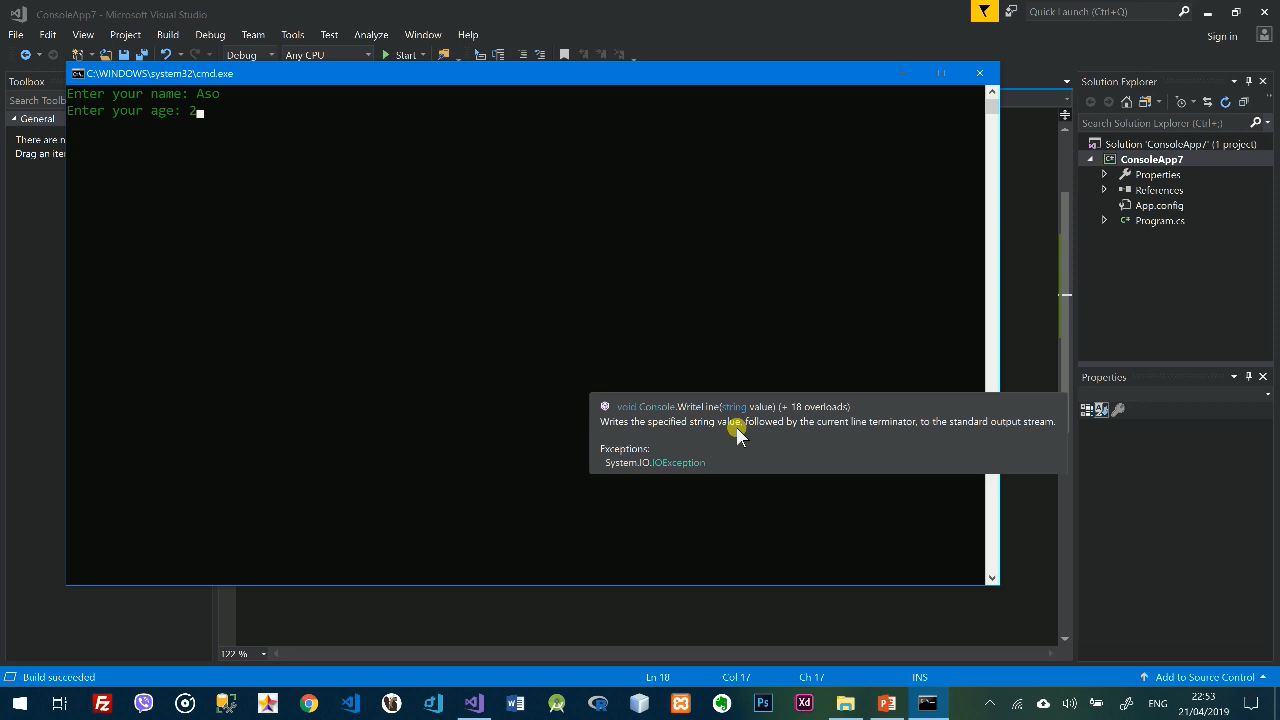 ConsoleApp7 - Microsoft Visual Studio
Quick Launch (Ctrl+Q)
File Edit View Project Build Debug Team Tools Test Analyze Window Help
Sign in
Debug Any CPU Start
Toolbox
C:\WINDOWS\system32\cmd.exe
Solution Explorer
Search Toolb
Enter your name: Aso
Enter your age: 2
General
Search Solution Explorer (Ctrl+;)
There are n
Drag an iter
Solution 'ConsoleApp7' (1 project)
C# ConsoleApp7
Properties
References
App.config
C# Program.cs
Properties
void Console.WriteLine(string value) (+ 18 overloads)
Writes the specified string value, followed by the current line terminator, to the standard output stream.
Exceptions:
System.IO.IOException
122 %
Build succeeded Ln 18 Col 17 Ch 17 INS Add to Source Control
Ps Xd ENG 22:53
21/04/2019